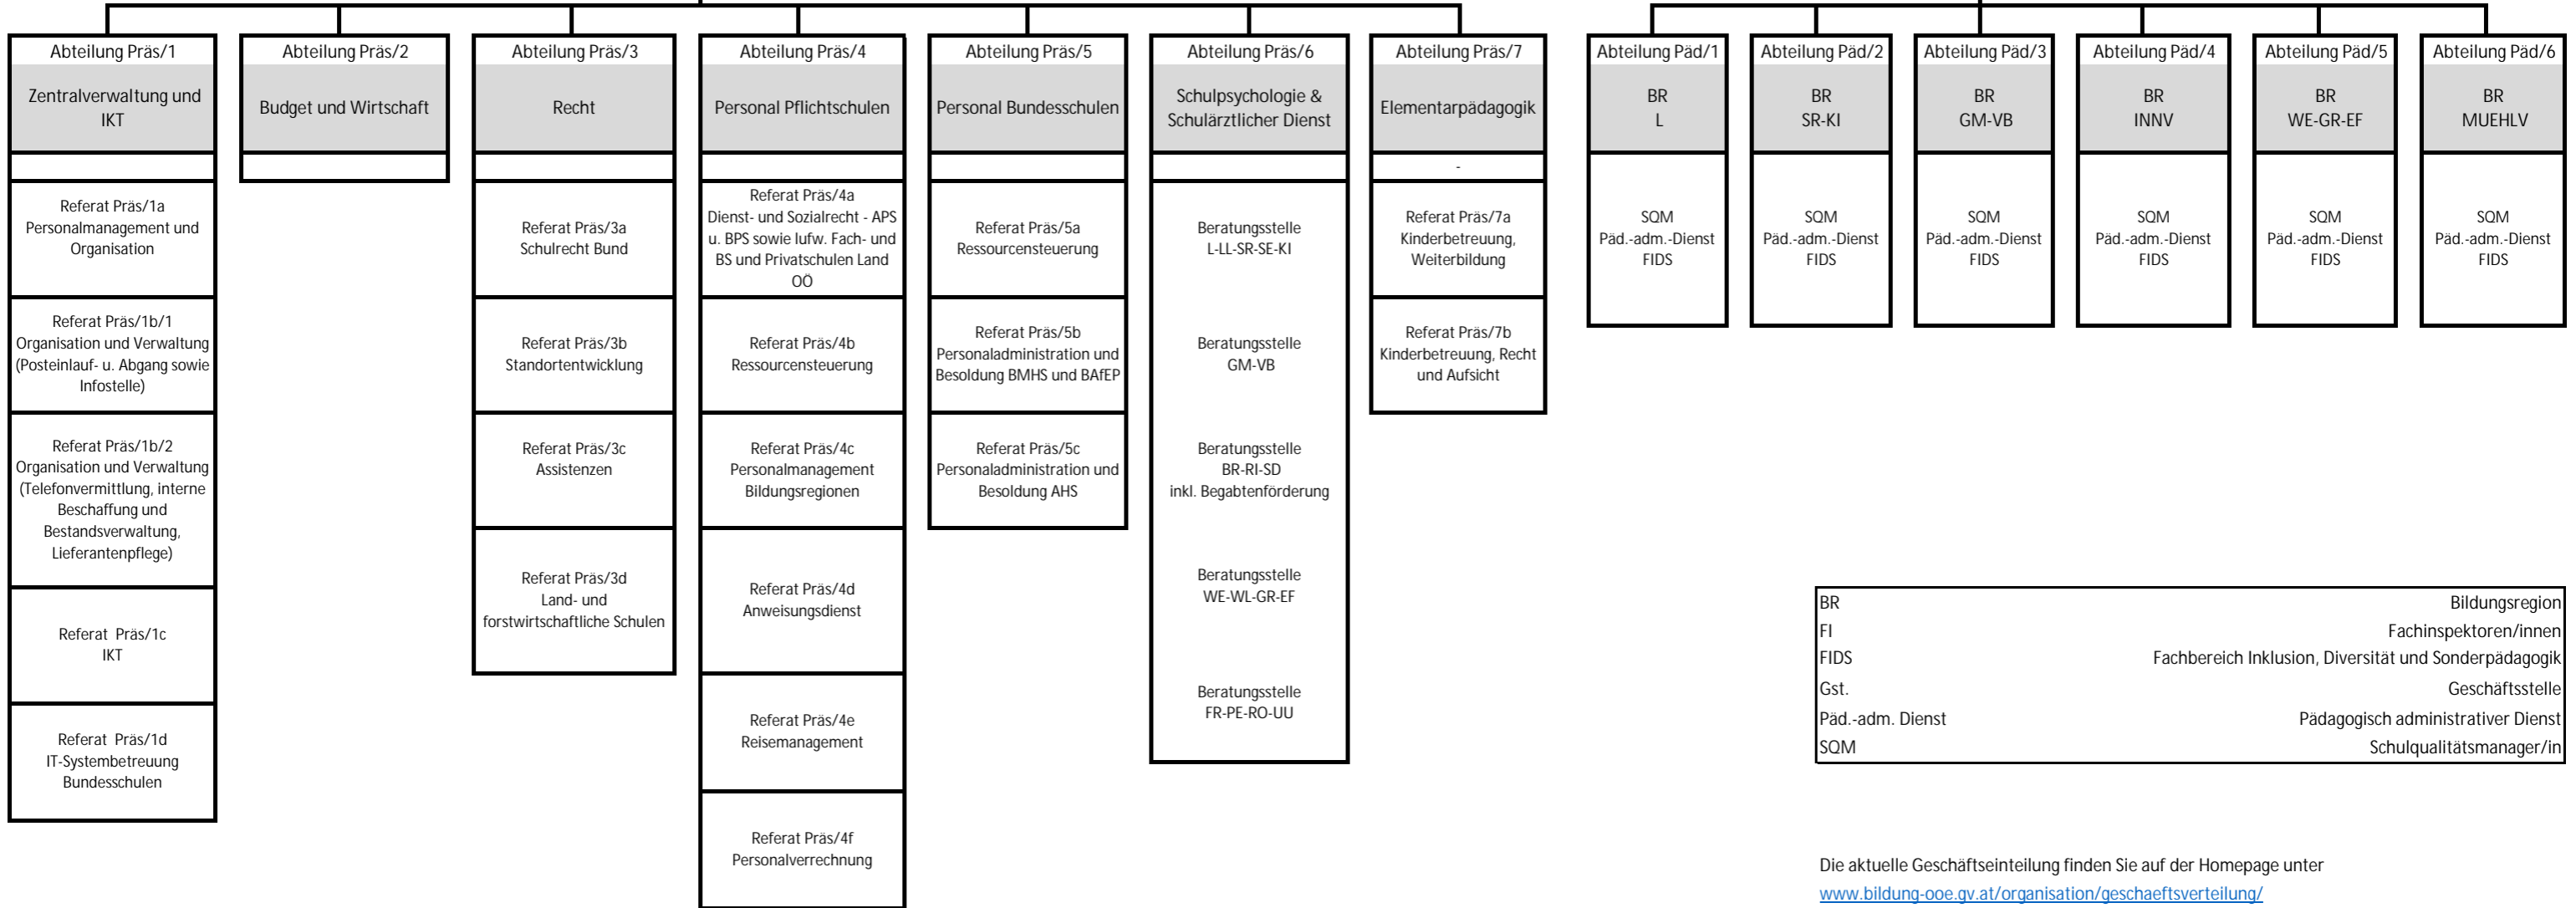 Abteilung Präs/1
Zentralverwaltung und
IKT
Referat Präs/1a
Personalmanagement und
Organisation
Referat Präs/1b/1
Organisation und Verwaltung
(Posteinlauf- u. Abgang sowie
Infostelle)
Referat Präs/1b/2
Organisation und Verwaltung
(Telefonvermittlung, interne
Beschaffung und
Bestandsverwaltung,
Lieferantenpflege)
Referat Präs/1c
IKT
Referat Präs/1d
IT-Systembetreuung
Bundesschulen
Abteilung Präs/2
Budget und Wirtschaft
Abteilung Präs/3
Recht
Referat Präs/3a
Schulrecht Bund
Referat Präs/3b
Standortentwicklung
Referat Präs/3c
Assistenzen
Referat Präs/3d
Land- und
forstwirtschaftliche Schulen
Abteilung Präs/4
Personal Pflichtschulen
Referat Präs/4a
Dienst- und Sozialrecht - APS
u. BPS sowie lufw. Fach- und
BS und Privatschulen Land
OÖ
Referat Präs/4b
Ressourcensteuerung
Referat Präs/4c
Personalmanagement
Bildungsregionen
Referat Präs/4d
Anweisungsdienst
Referat Präs/4e
Reisemanagement
Referat Präs/4f
Personalverrechnung
Abteilung Präs/5
Personal Bundesschulen
Referat Präs/5a
Ressourcensteuerung
Referat Präs/5b
Personaladministration und
Besoldung BMHS und BAfEP
Referat Präs/5c
Personaladministration und
Besoldung AHS
Abteilung Präs/6
Schulpsychologie &
Schulärztlicher Dienst
Beratungsstelle
L-LL-SR-SE-KI
Beratungsstelle
GM-VB
Beratungsstelle
BR-RI-SD
inkl. Begabtenförderung
Beratungsstelle
WE-WL-GR-EF
Beratungsstelle
FR-PE-RO-UU
Abteilung Präs/7
Elementarpädagogik
-
Referat Präs/7a
Kinderbetreuung,
Weiterbildung
Referat Präs/7b
Kinderbetreuung, Recht
und Aufsicht
Abteilung Päd/1
BR
L
SQM
Päd.-adm.-Dienst
FIDS
Abteilung Päd/2
BR
SR-KI
SQM
Päd.-adm.-Dienst
FIDS
Abteilung Päd/3
BR
GM-VB
SQM
Päd.-adm.-Dienst
FIDS
Abteilung Päd/4
BR
INNV
SQM
Päd.-adm.-Dienst
FIDS
Abteilung Päd/5
BR
WE-GR-EF
SQM
Päd.-adm.-Dienst
FIDS
Abteilung Päd/6
BR
MUEHLV
SQM
Päd.-adm.-Dienst
FIDS
BR Bildungsregion
FI Fachinspektoren/innen
FIDS Fachbereich Inklusion, Diversität und Sonderpädagogik
Gst. Geschäftsstelle
Päd.-adm. Dienst Pädagogisch administrativer Dienst
SQM Schulqualitätsmanager/in
Die aktuelle Geschäftseinteilung finden Sie auf der Homepage unter
www.bildung-ooe.gv.at/organisation/geschaeftsverteilung/